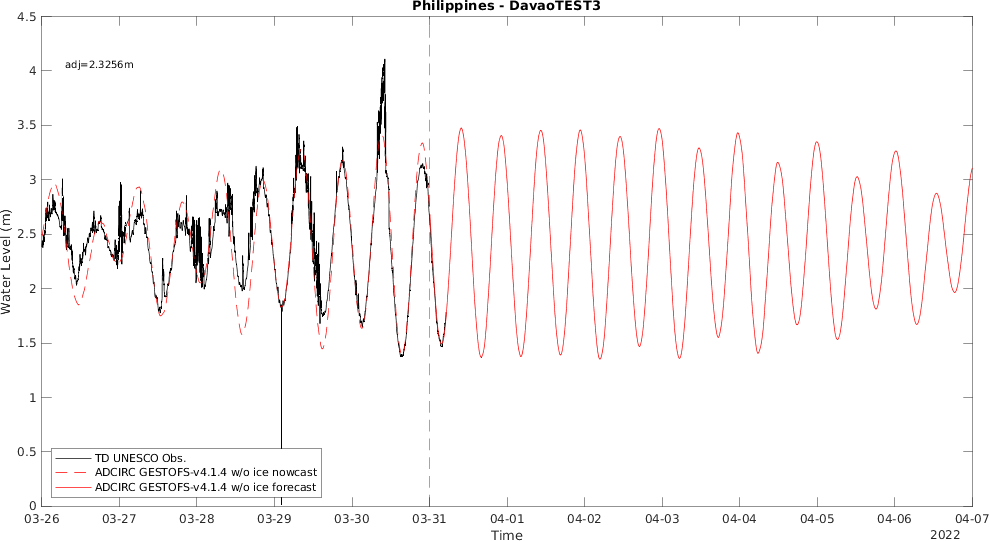 Philippines - DavaoTEST3
4.5
4
3.5
3
2.5
2
1.5
1
0.5
0
Water Level (m)
adj=2.3256m
TD UNESCO Obs.
ADCIRC GESTOFS-v4.1.4 w/o ice nowcast
ADCIRC GESTOFS-v4.1.4 w/o ice forecast
03-26 03-27 03-28 03-29 03-30 03-31 04-01 04-02 04-03 04-04 04-05 04-06 04-07
Time
2022